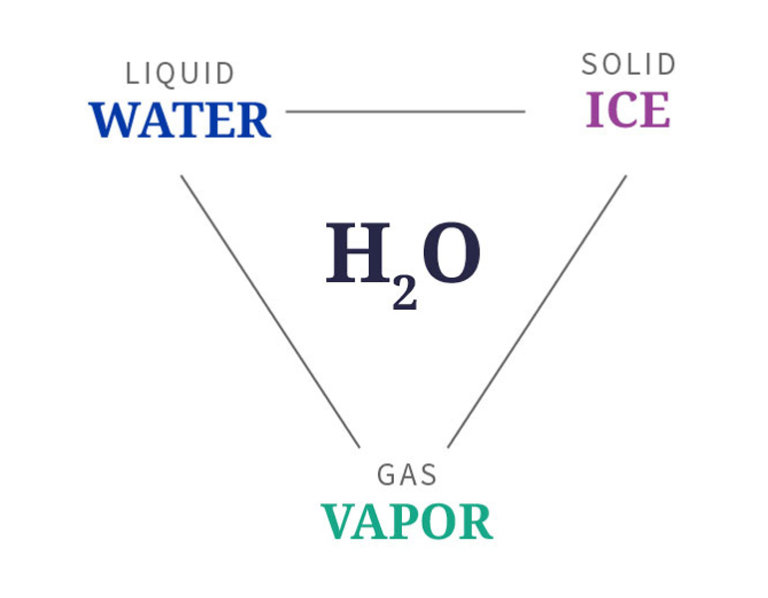 LIQUID
WATER
SOLID
ICE
H₂O
GAS
VAPOR